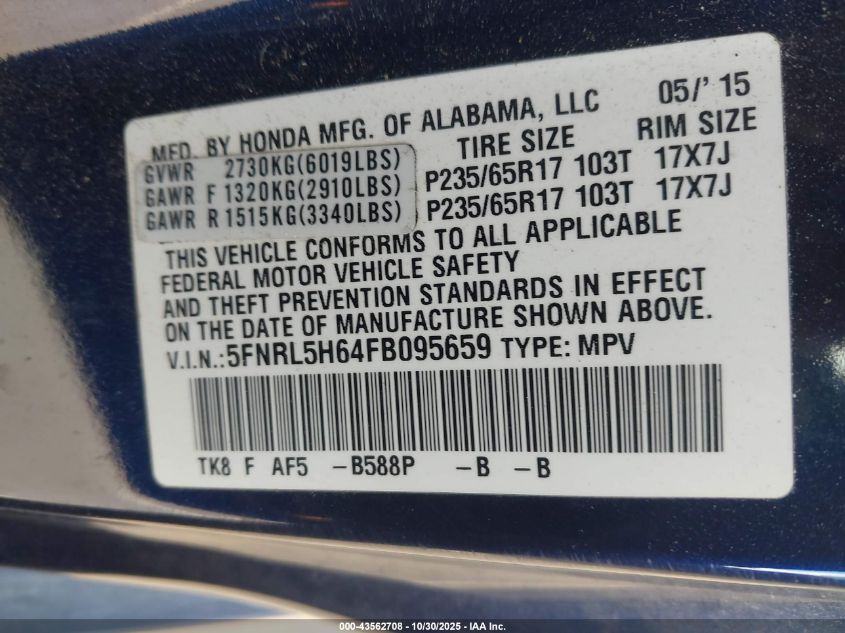 MFD. BY HONDA MFG. OF ALABAMA, LLC 05/' 15
TIRE SIZE RIM SIZE
GVWR 2730KG(6019LBS)
GAWR F 1320KG(2910LBS) P235/65R17 103T 17X7J
GAWR R 1515KG(3340LBS) P235/65R17 103T 17X7J
THIS VEHICLE CONFORMS TO ALL APPLICABLE
FEDERAL MOTOR VEHICLE SAFETY
AND THEFT PREVENTION STANDARDS IN EFFECT
ON THE DATE OF MANUFACTURE SHOWN ABOVE.
V.I.N.:5FNRL5H64FB095659 TYPE: MPV
TK8 F AF5 -B588P -B -B
000-43562708 - 10/30/2025 - IAA Inc.